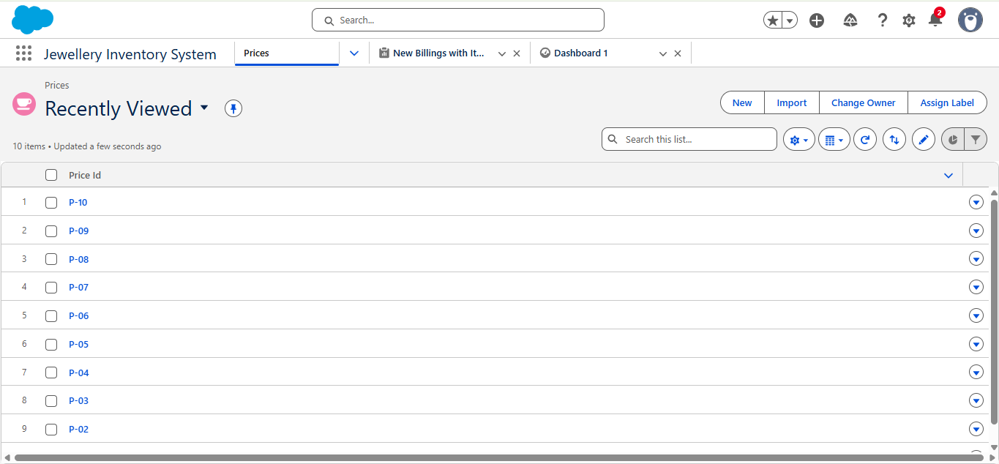 Search...
2
Jewellery Inventory System
Prices
New Billings with It...
Dashboard 1
Prices
Recently Viewed
New
Import
Change Owner
Assign Label
10 items • Updated a few seconds ago
Search this list...
Price Id
1 P-10
2 P-09
3 P-08
4 P-07
5 P-06
6 P-05
7 P-04
8 P-03
9 P-02